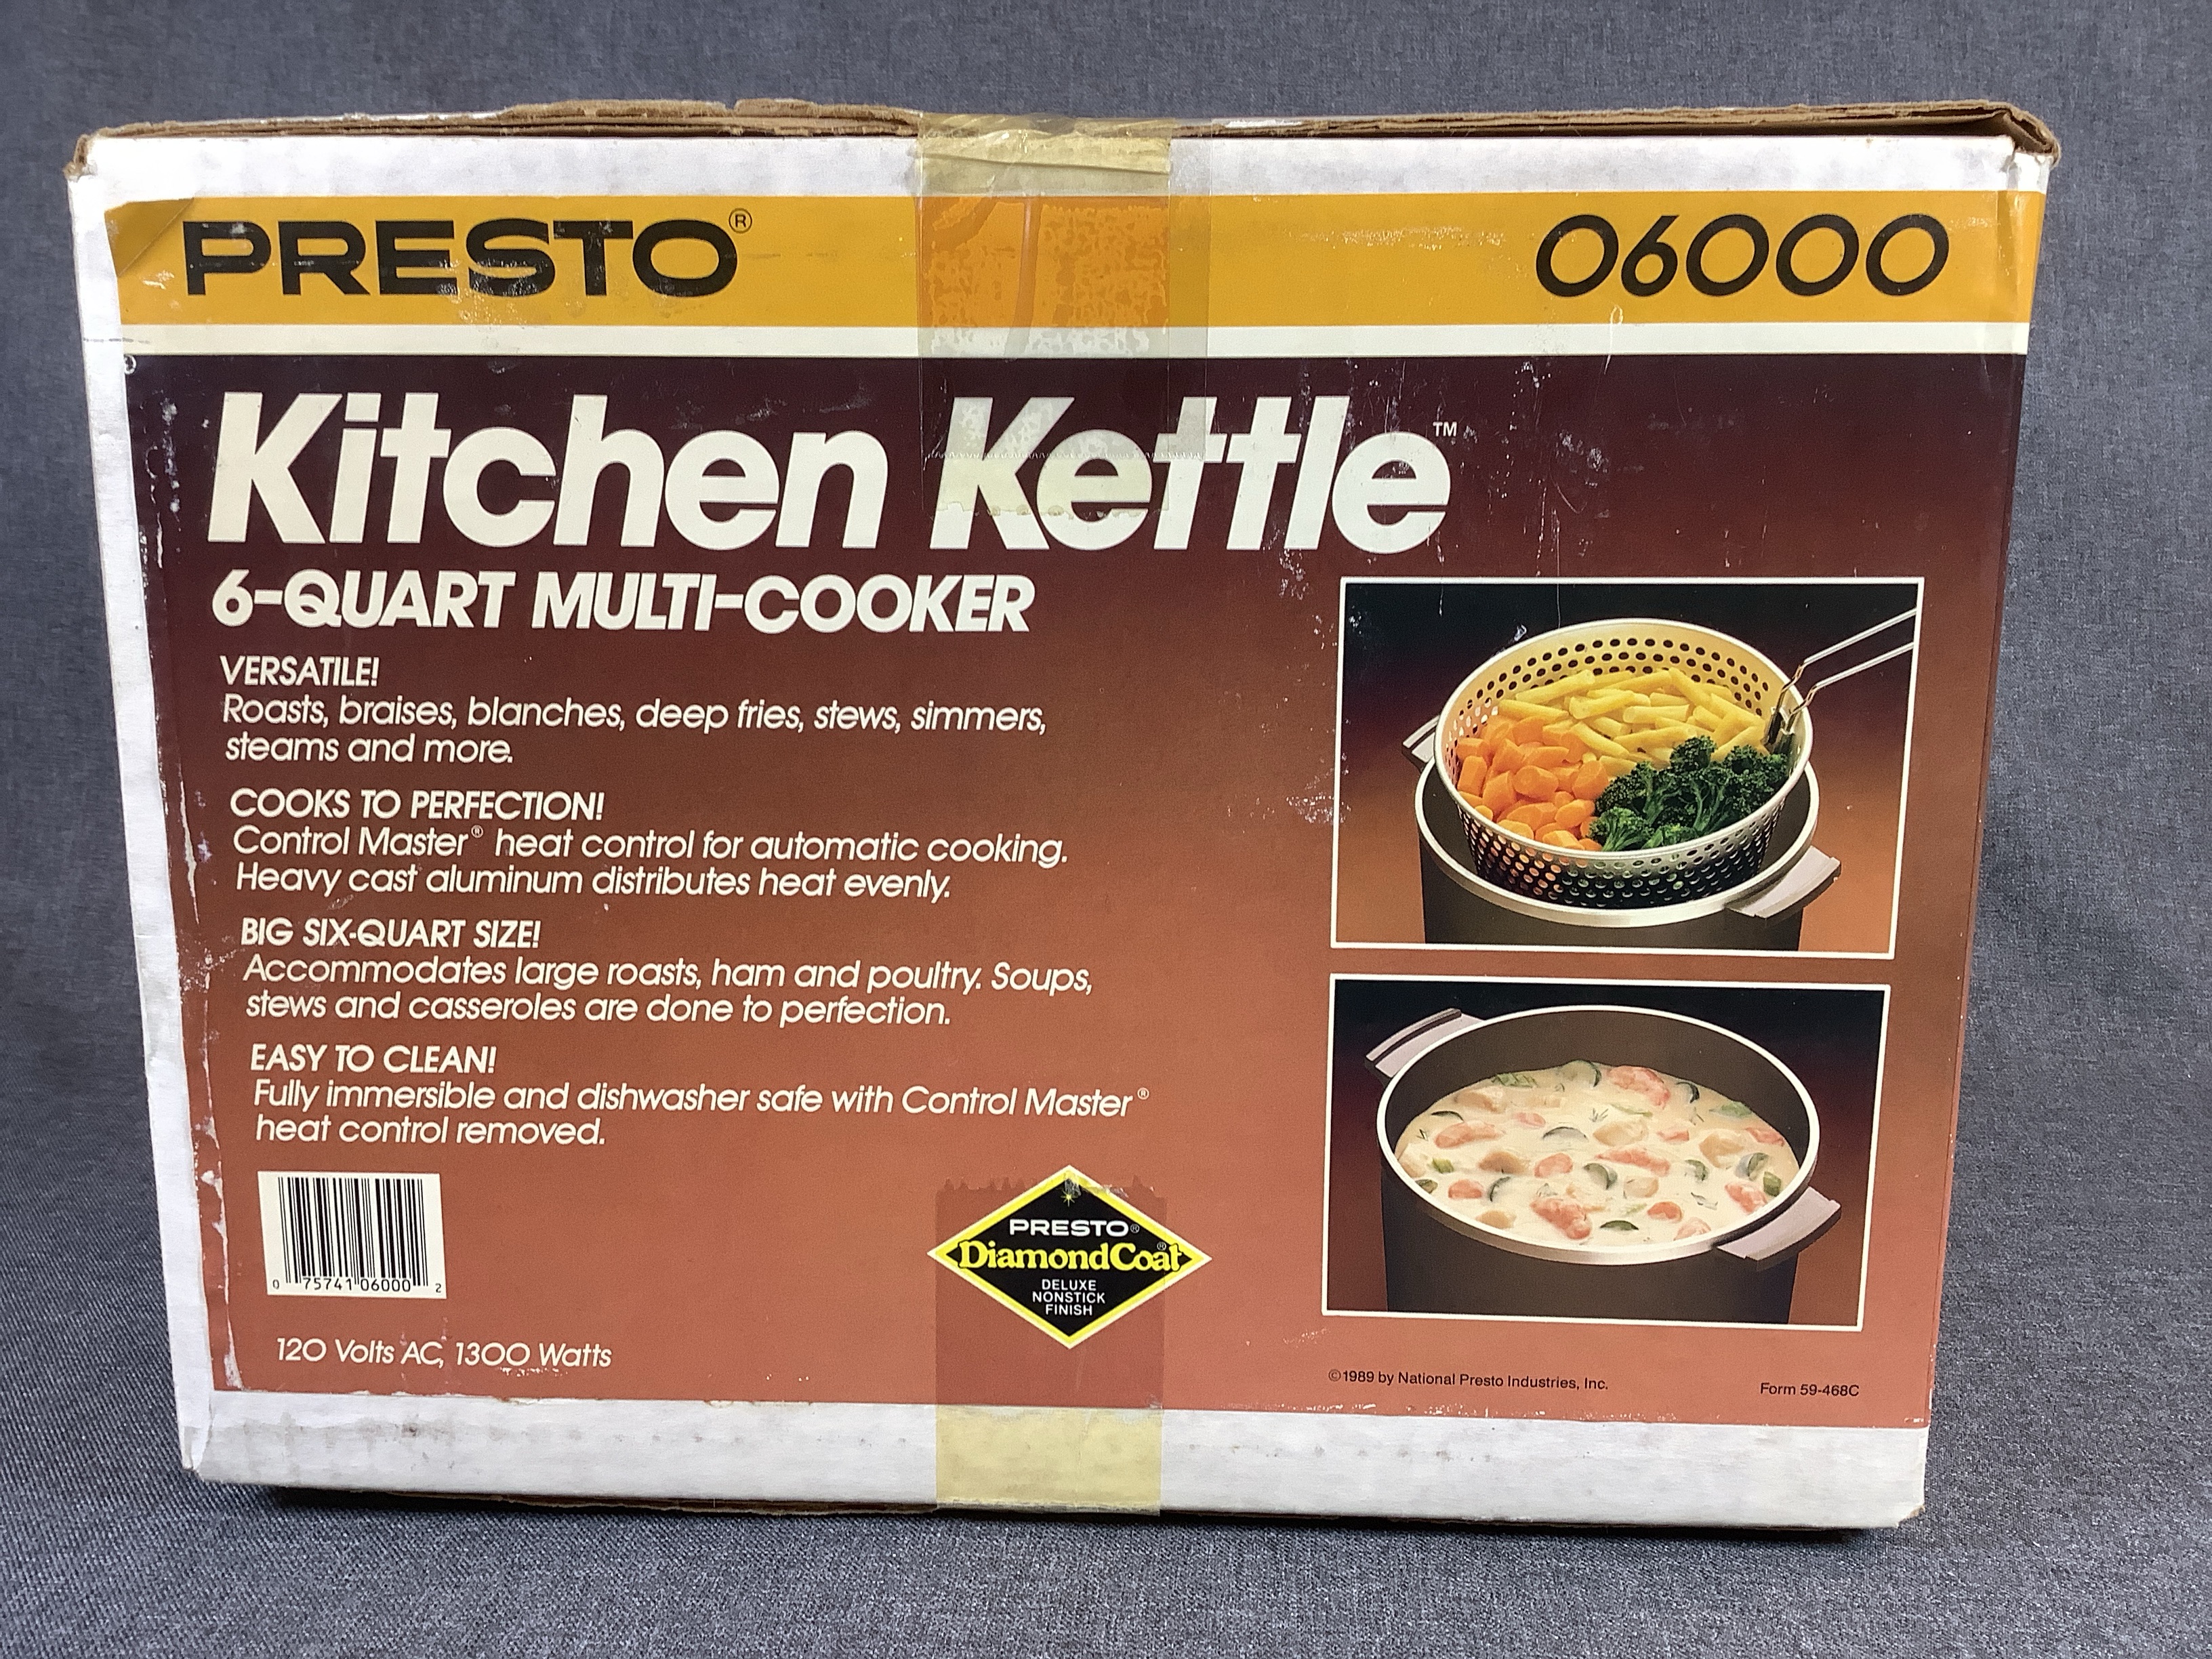 PRESTO®
06000
Kitchen Kettle™
6-QUART MULTI-COOKER
VERSATILE!
Roasts, braises, blanches, deep fries, stews, simmers,
steams and more.
COOKS TO PERFECTION!
Control Master® heat control for automatic cooking.
Heavy cast aluminum distributes heat evenly.
BIG SIX-QUART SIZE!
Accommodates large roasts, ham and poultry. Soups,
stews and casseroles are done to perfection.
EASY TO CLEAN!
Fully immersible and dishwasher safe with Control Master®
heat control removed.
0 75741 06000 2
PRESTO®
DiamondCoat®
DELUXE
NONSTICK
FINISH
120 Volts AC, 1300 Watts
©1989 by National Presto Industries, Inc.
Form 59-468C